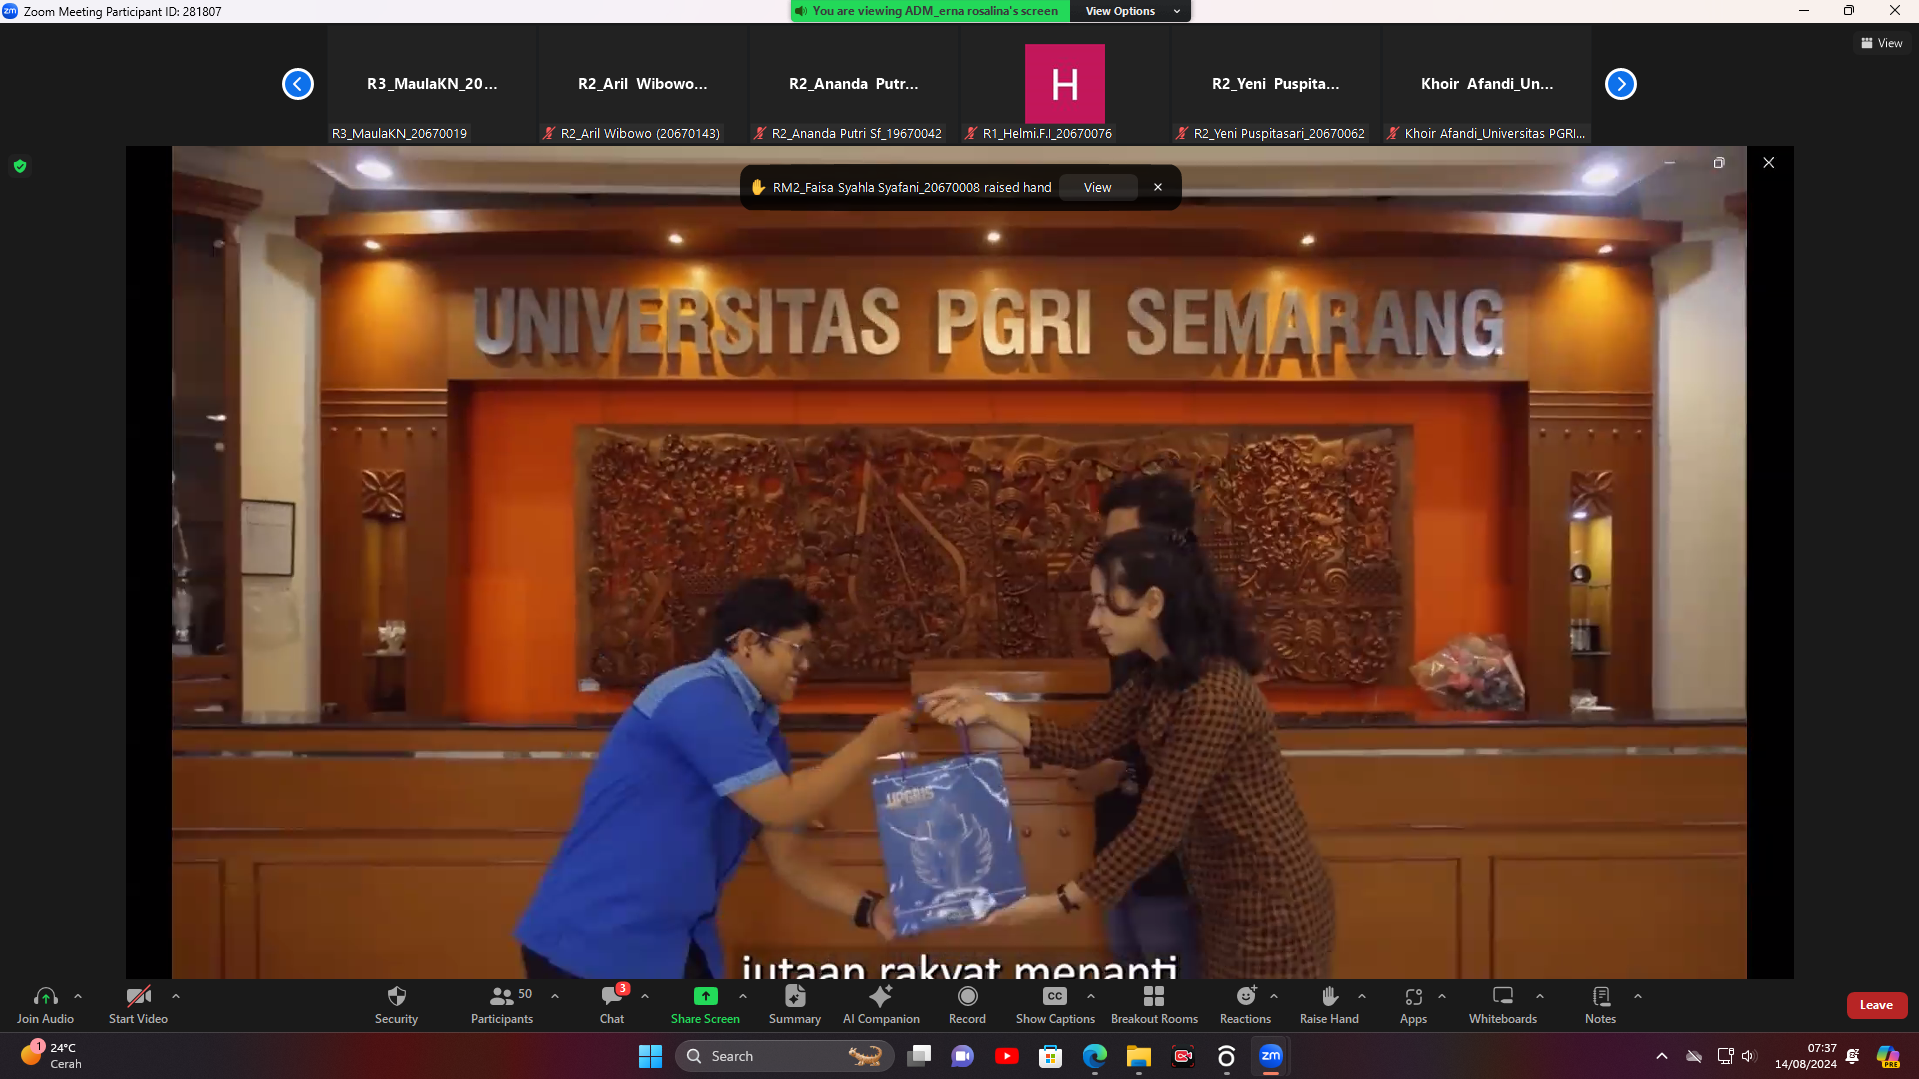 Zoom Meeting Participant ID: 281807
You are viewing ADM_erna rosalina's screen
View Options
View
R3_MaulaKN_20...
R2_Aril Wibowo...
R2_Ananda Putr...
H
R2_Yeni Puspita...
Khoir Afandi_Un...
R3_MaulaKN_20670019
R2_Aril Wibowo (20670143)
R2_Ananda Putri Sf_19670042
R1_Helmi.F.I_20670076
R2_Yeni Puspitasari_20670062
Khoir Afandi_Universitas PGRI...
RM2_Faisa Syahla Syafani_20670008 raised hand
View
UNIVERSITAS PGRI SEMARANG
UPGRIS
jutaan rakyat menanti
Join Audio
Start Video
Security
50
Participants
3
Chat
Share Screen
Summary
AI Companion
Record
CC
Show Captions
Breakout Rooms
Reactions
Raise Hand
Apps
Whiteboards
Notes
Leave
1
24°C
Cerah
Search
zm
07:37
14/08/2024
PRE